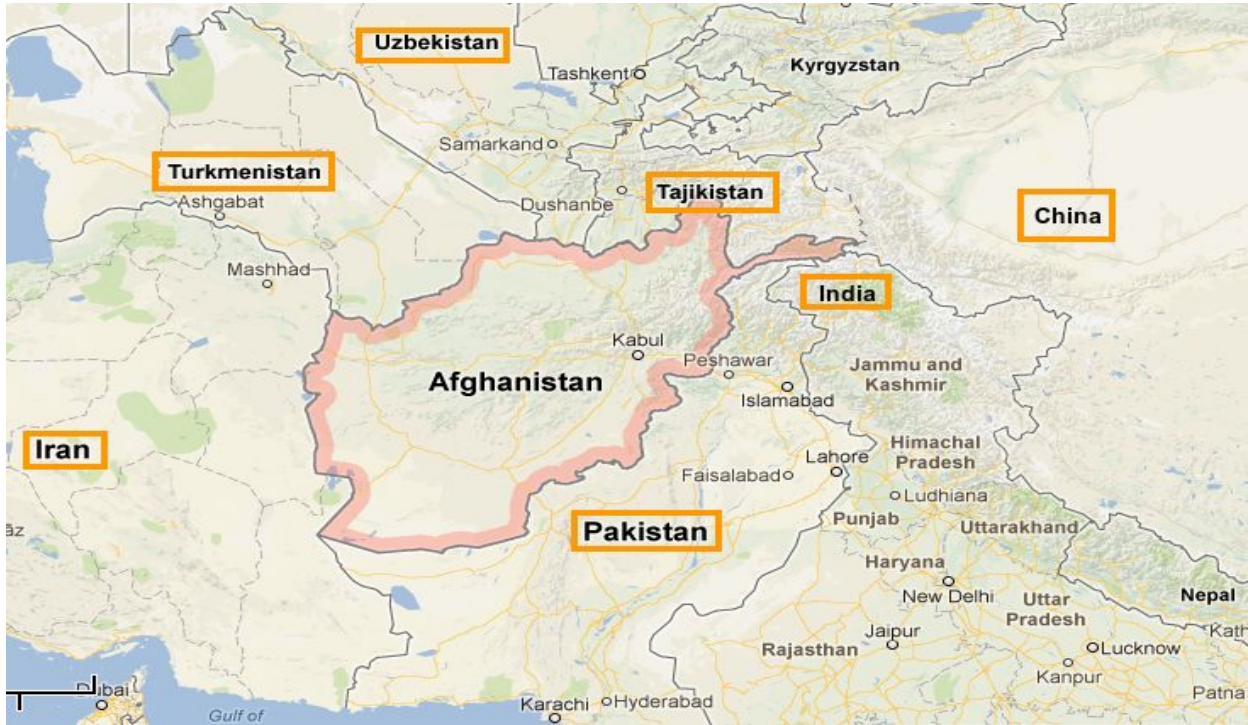 Uzbekistan
Tashkent
Kyrgyzstan
Samarkand
Turkmenistan
Ashgabat
Dushanbe
Tajikistan
China
Mashhad
India
Kabul
Peshawar
Afghanistan
Jammu and
Kashmir
Islamabad
Iran
Himachal
Pradesh
Lahore
Faisalabad
Ludhiana
Pakistan
Punjab
Uttarakhand
āz
Haryana
New Delhi
Nepal
Uttar
Pradesh
Jaipur
Rajasthan
Kath
Lucknow
Kanpur
Patna
Dubai
Karachi
Hyderabad
Gulf of